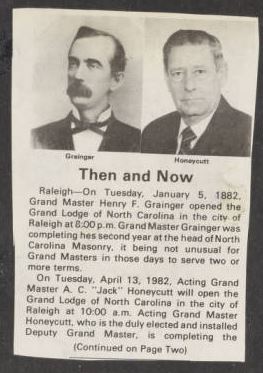 Grainger Honeycutt
Then and Now
Raleigh—On Tuesday, January 5, 1882,
Grand Master Henry F. Grainger opened the
Grand Lodge of North Carolina in the city of
Raleigh at 8:00 p.m. Grand Master Grainger was
completing hes second year at the head of North
Carolina Masonry, it being not unusual for
Grand Masters in those days to serve two or
more terms.
On Tuesday, April 13, 1982, Acting Grand
Master A. C. "Jack" Honeycutt will open the
Grand Lodge of North Carolina in the city of
Raleigh at 10:00 a.m. Acting Grand Master
Honeycutt, who is the duly elected and installed
Deputy Grand Master, is completing the
(Continued on Page Two)